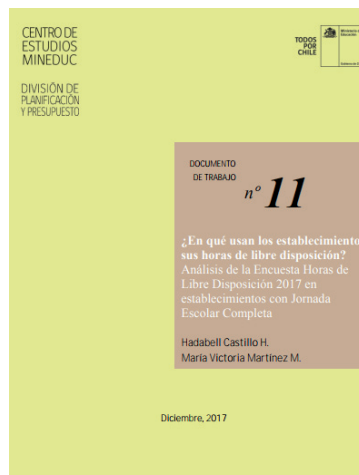 CENTRO DE
ESTUDIOS
MINEDUC
DIVISIÓN DE
PLANIFICACIÓN
Y PRESUPUESTO
TODOS
POR
CHILE
DOCUMENTO
DE TRABAJO
nº 11
¿En qué usan los establecimiento
sus horas de libre disposición?
Análisis de la Encuesta Horas de
Libre Disposición 2017 en
establecimientos con Jornada
Escolar Completa
Hadabell Castillo H.
María Victoria Martínez M.
Diciembre, 2017